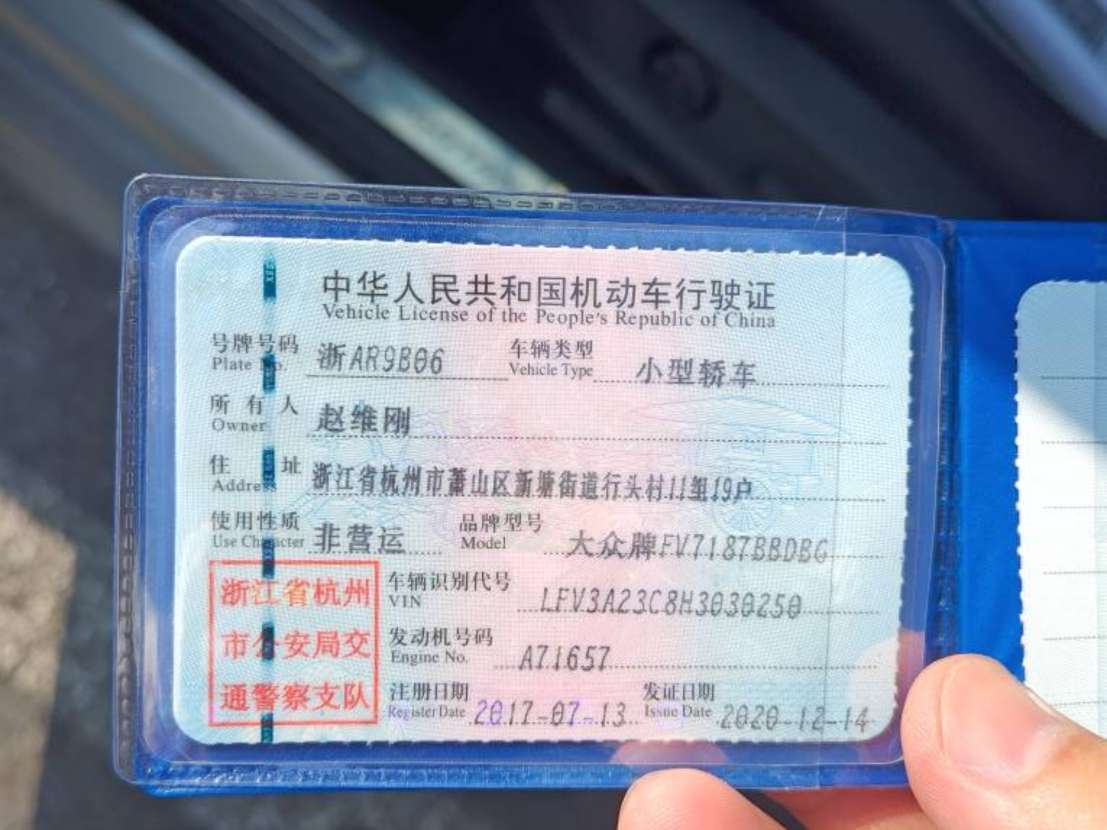 中华人民共和国机动车行驶证
Vehicle License of the People's Republic of China
号牌号码 浙AR9B06 车辆类型 小型轿车
Plate No. Vehicle Type
所有人 赵维刚
Owner
住址 浙江省杭州市萧山区新塘街道行头村11组19户
Address
使用性质 非营运 品牌型号 大众牌FV7187BBDBG
Use Character Model
浙江省杭州
市公安局交
通警察支队
车辆识别代号 LFV3A23C8H3030250
VIN
发动机号码 A71657
Engine No.
注册日期 2017-07-13 发证日期 2020-12-14
Register Date Issue Date